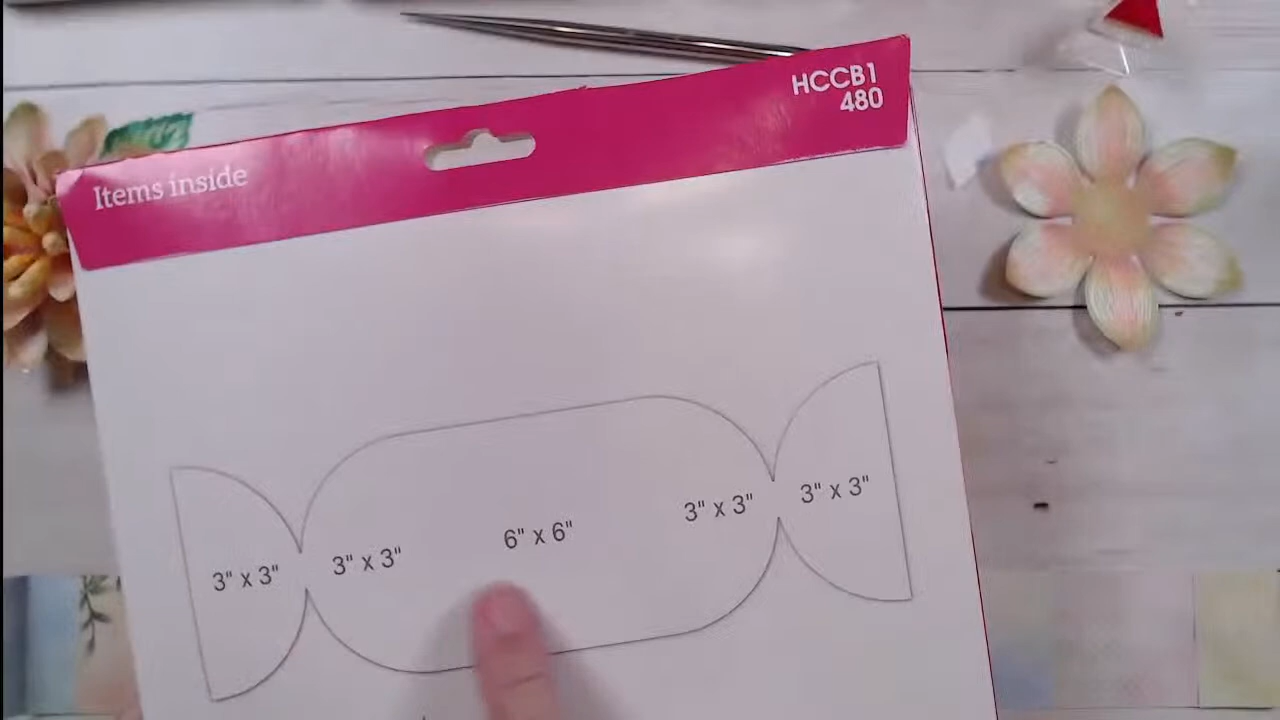 HCCB1
480
Items inside
3" x 3"
3" x 3"
6" x 6"
3" x 3"
3" x 3"